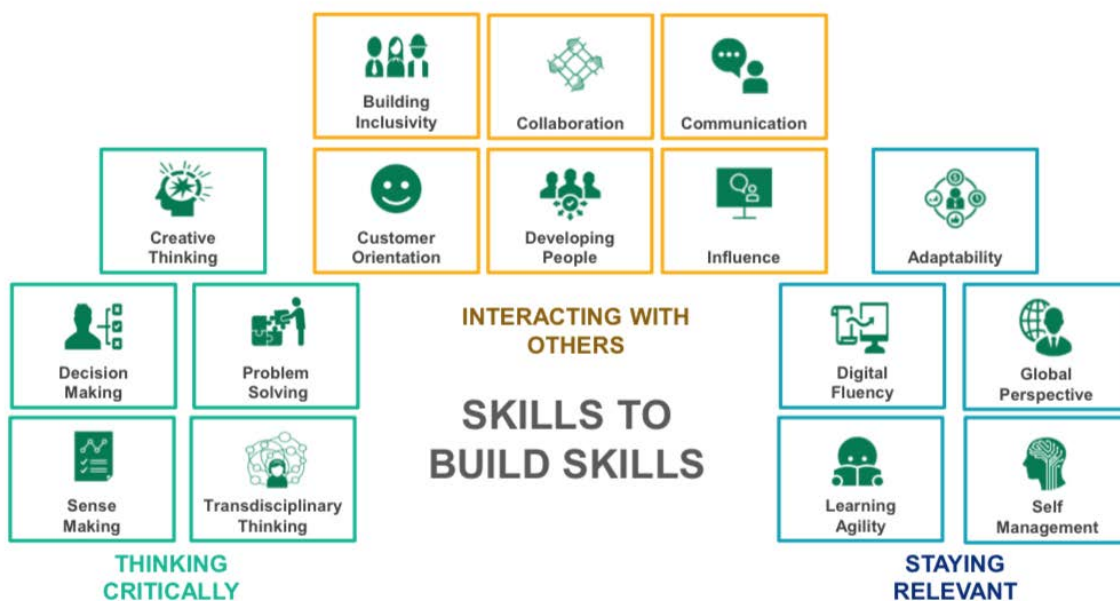 Building
Inclusivity
Collaboration
Communication
Creative
Thinking
Customer
Orientation
Developing
People
Influence
Adaptability
INTERACTING WITH
OTHERS
Decision
Making
Problem
Solving
Digital
Fluency
Global
Perspective
SKILLS TO
BUILD SKILLS
Sense
Making
Transdisciplinary
Thinking
Learning
Agility
Self
Management
THINKING
CRITICALLY
STAYING
RELEVANT